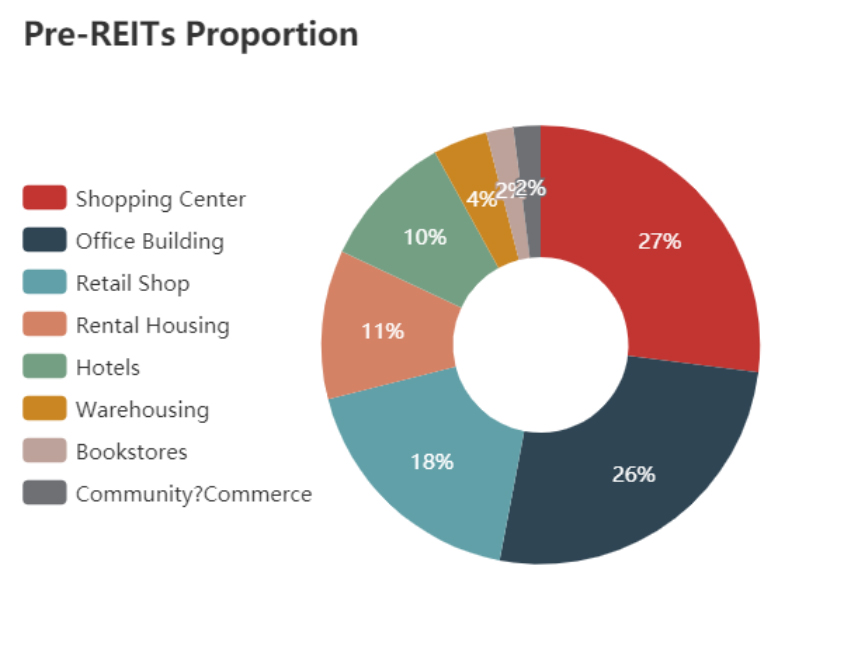 Pre-REITs Proportion
Shopping Center
Office Building
Retail Shop
Rental Housing
Hotels
Warehousing
Bookstores
Community?Commerce
27%
26%
18%
11%
10%
4%
2%
2%